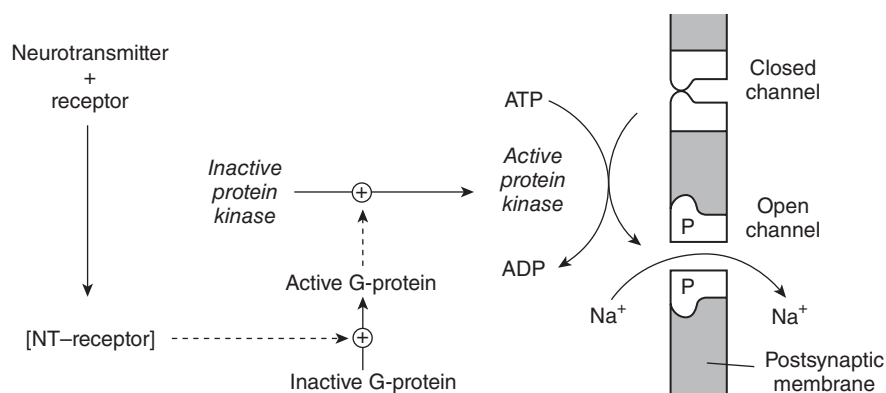 Neurotransmitter
+
receptor
Inactive
protein
kinase
+
Active
protein
kinase
ATP
ADP
Active G-protein
[NT–receptor]
+
Inactive G-protein
Closed
channel
Open
channel
P
P
Na⁺
Na⁺
Postsynaptic
membrane